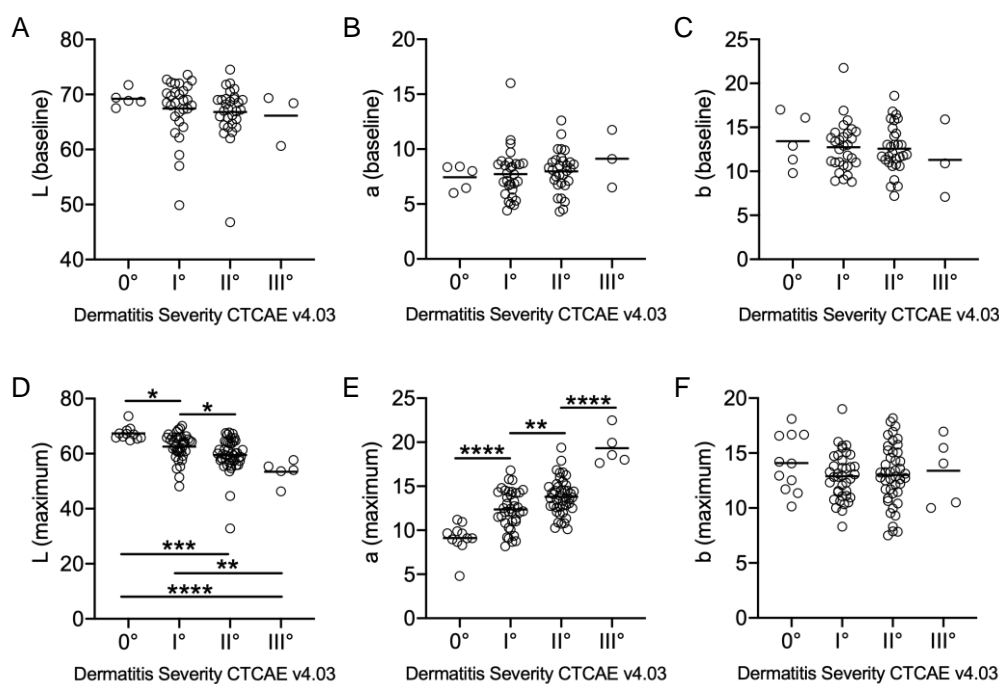 A
L (baseline)
80
70
60
50
40
0° I° II° III°
Dermatitis Severity CTCAE v4.03
B
a (baseline)
20
15
10
5
0
0° I° II° III°
Dermatitis Severity CTCAE v4.03
C
b (baseline)
25
20
15
10
5
0
0° I° II° III°
Dermatitis Severity CTCAE v4.03
D
L (maximum)
80
60
40
20
0
*
*
***
**
****
0° I° II° III°
Dermatitis Severity CTCAE v4.03
E
a (maximum)
25
20
15
10
5
0
****
**
****
0° I° II° III°
Dermatitis Severity CTCAE v4.03
F
b (maximum)
20
15
10
5
0
0° I° II° III°
Dermatitis Severity CTCAE v4.03